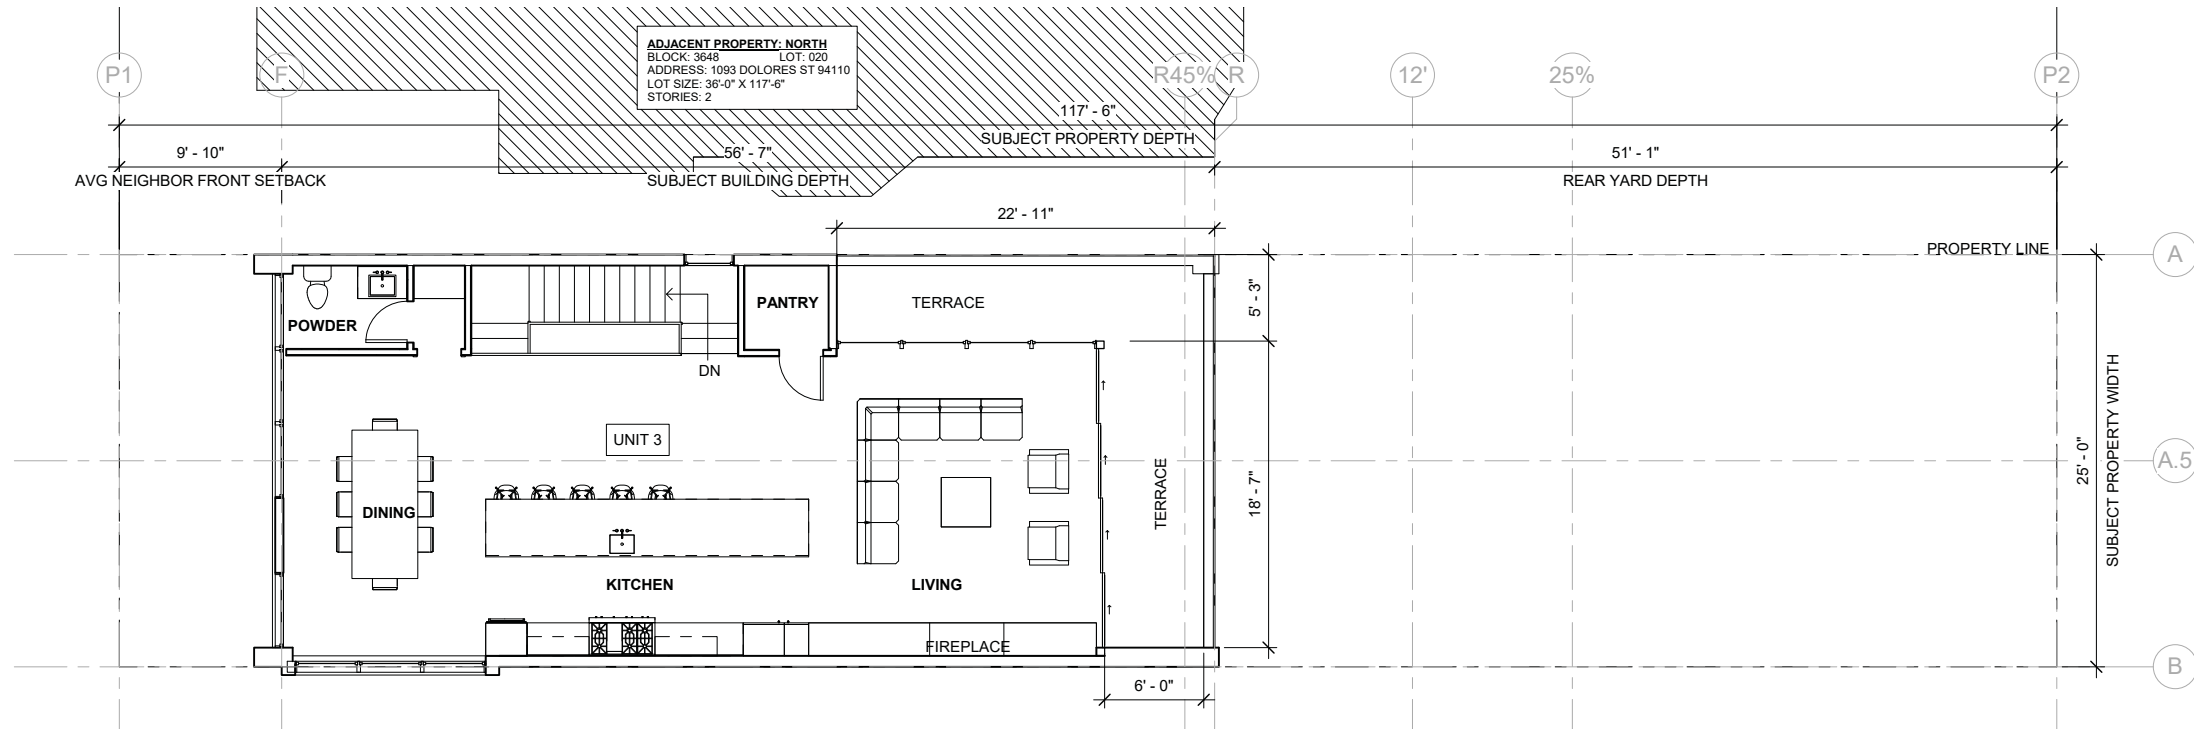 ADJACENT PROPERTY: NORTH
BLOCK: 3648 LOT: 020
ADDRESS: 1093 DOLORES ST 94110
LOT SIZE: 36'-0" X 117'-6"
STORIES: 2
P1
F
R45%
R
12'
25%
P2
117' - 6"
SUBJECT PROPERTY DEPTH
9' - 10"
AVG NEIGHBOR FRONT SETBACK
56' - 7"
SUBJECT BUILDING DEPTH
51' - 1"
REAR YARD DEPTH
22' - 11"
PROPERTY LINE
A
POWDER
PANTRY
TERRACE
5' - 3"
DN
UNIT 3
DINING
KITCHEN
LIVING
FIREPLACE
TERRACE
18' - 7"
6' - 0"
25' - 0"
SUBJECT PROPERTY WIDTH
A.5
B